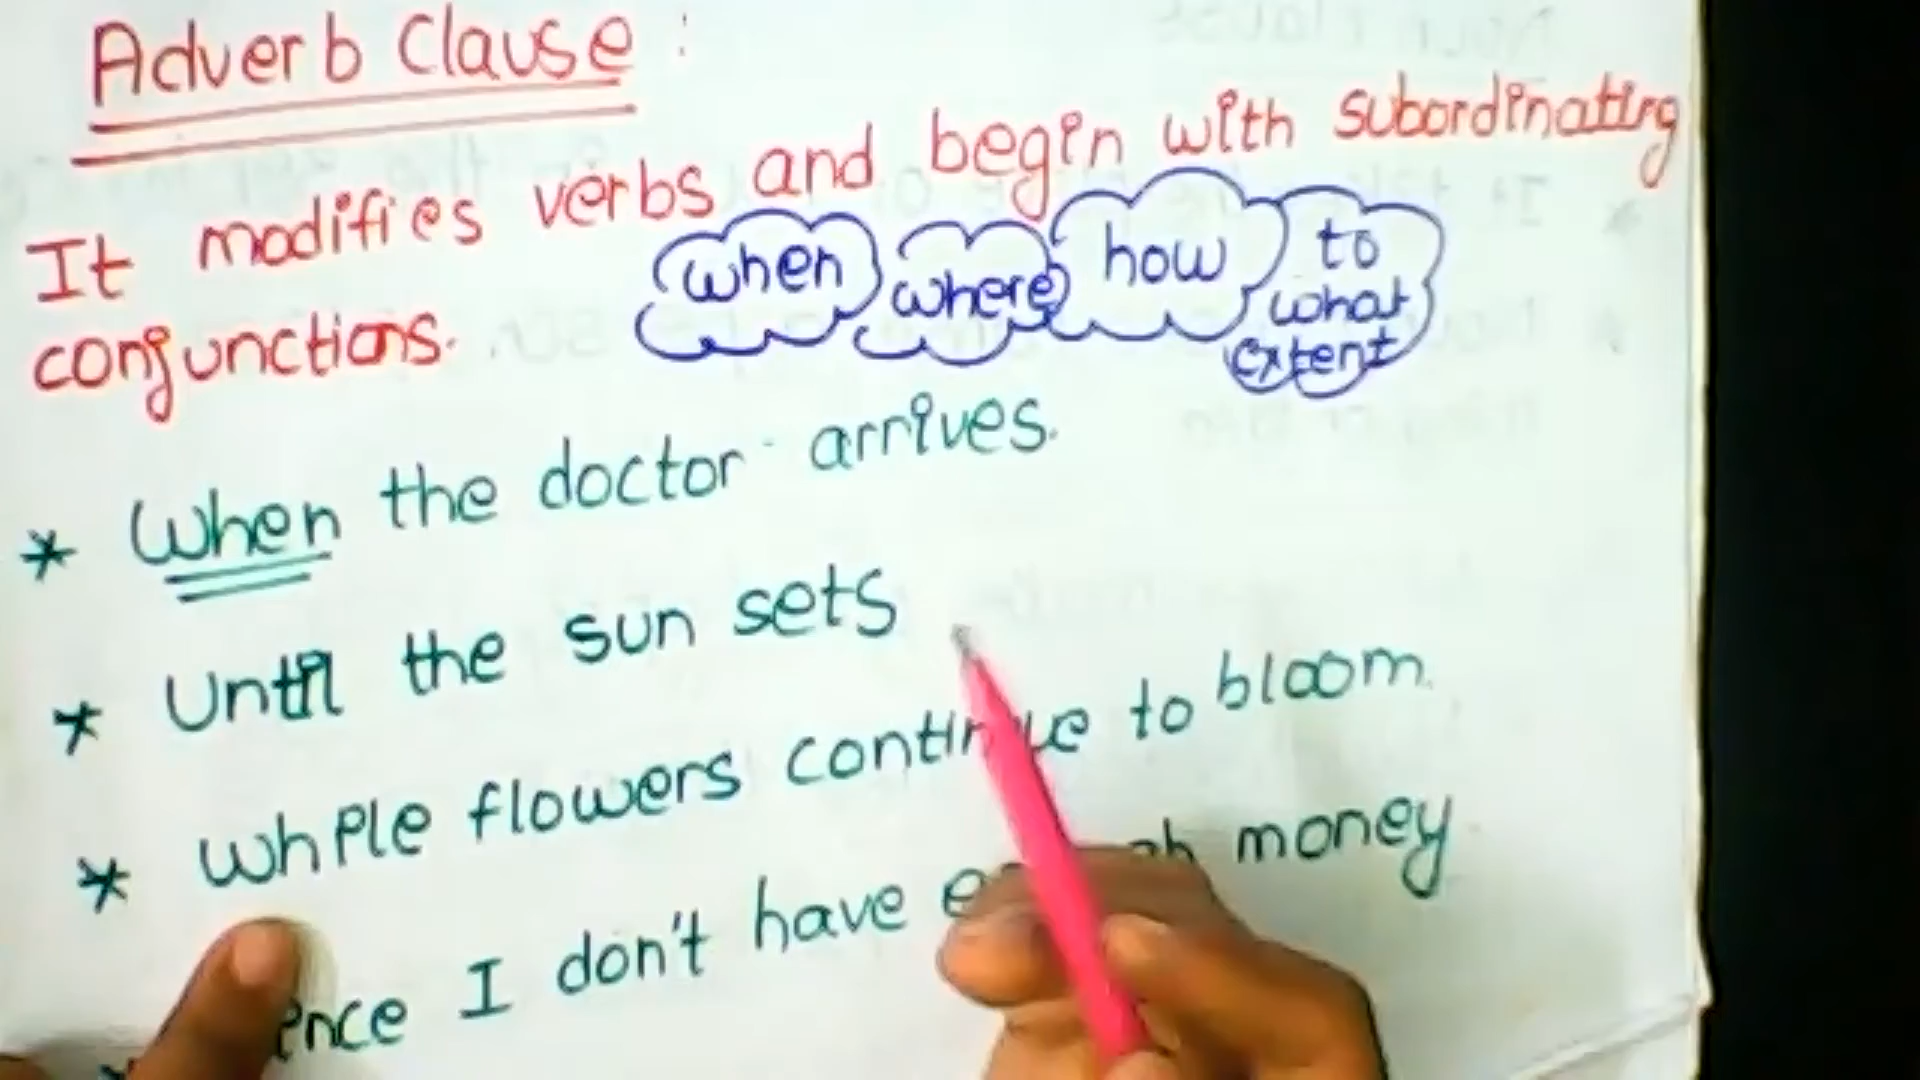 Adverb Clause :
It modifies verbs and begin with subordinating
conjunctions.
when where how to what extent
* When the doctor arrives.
* Until the sun sets
* While flowers continue to bloom.
I don't have money